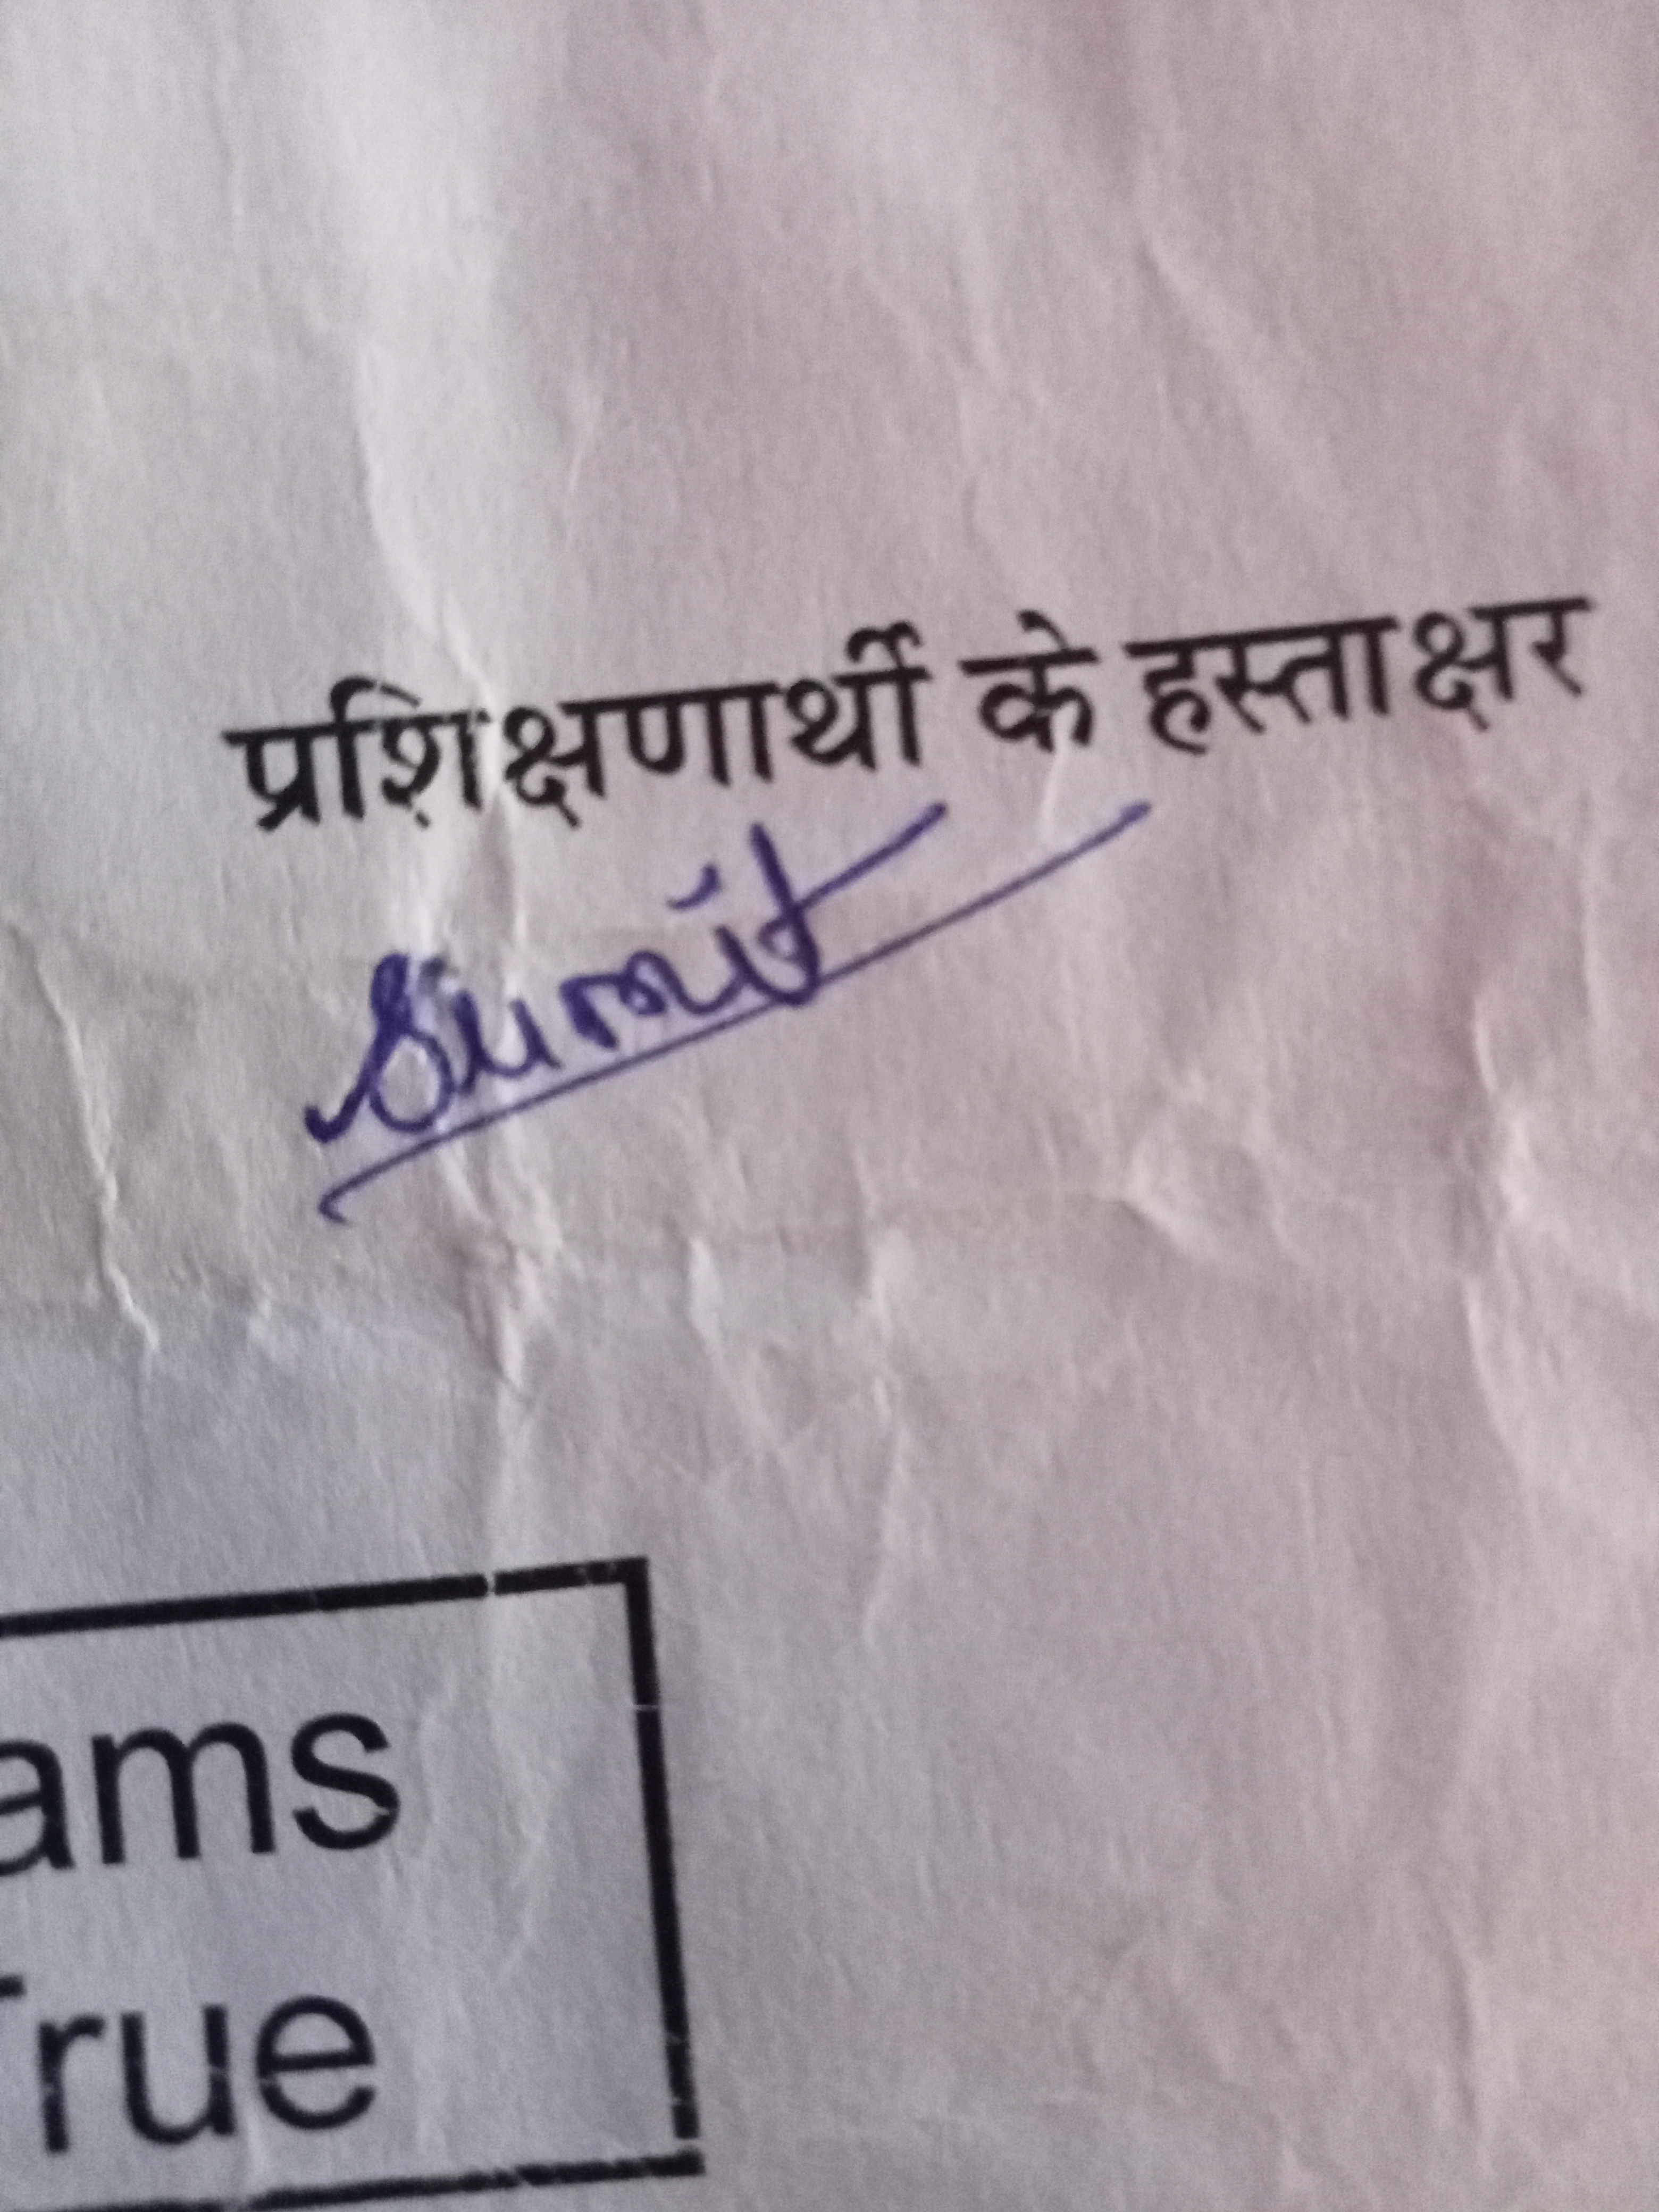 प्रशिक्षणार्थी के हस्ताक्षर
Sumit
ams
rue